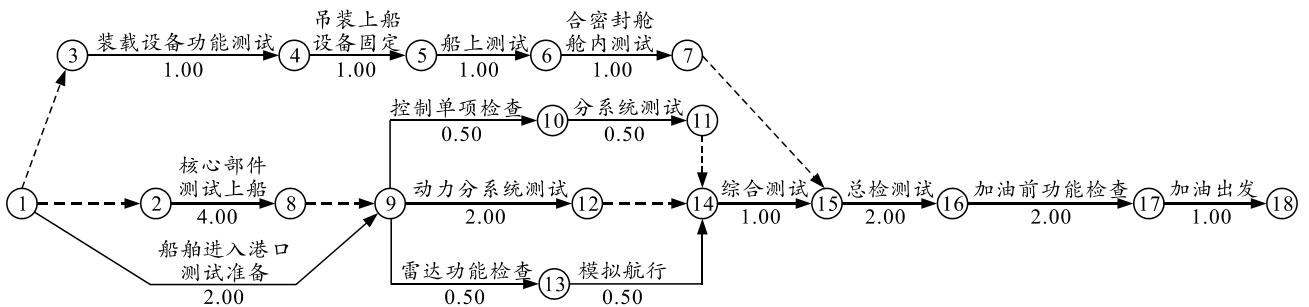 吊装上船
合密封舱
③ 装载设备功能测试 ④ 设备固定 ⑤ 船上测试 ⑥ 舱内测试 ⑦
1.00 1.00 1.00 1.00
控制单项检查 ⑩ 分系统测试 ⑪
0.50 0.50
核心部件
① ② 测试上船 ⑧ ⑨ 动力分系统测试 ⑫ ⑭ 综合测试 ⑮ 总检测试 ⑯ 加油前功能检查 ⑰ 加油出发 ⑱
4.00 2.00 1.00 2.00 2.00 1.00
船舶进入港口
测试准备
2.00
雷达功能检查 ⑬ 模拟航行
0.50 0.50